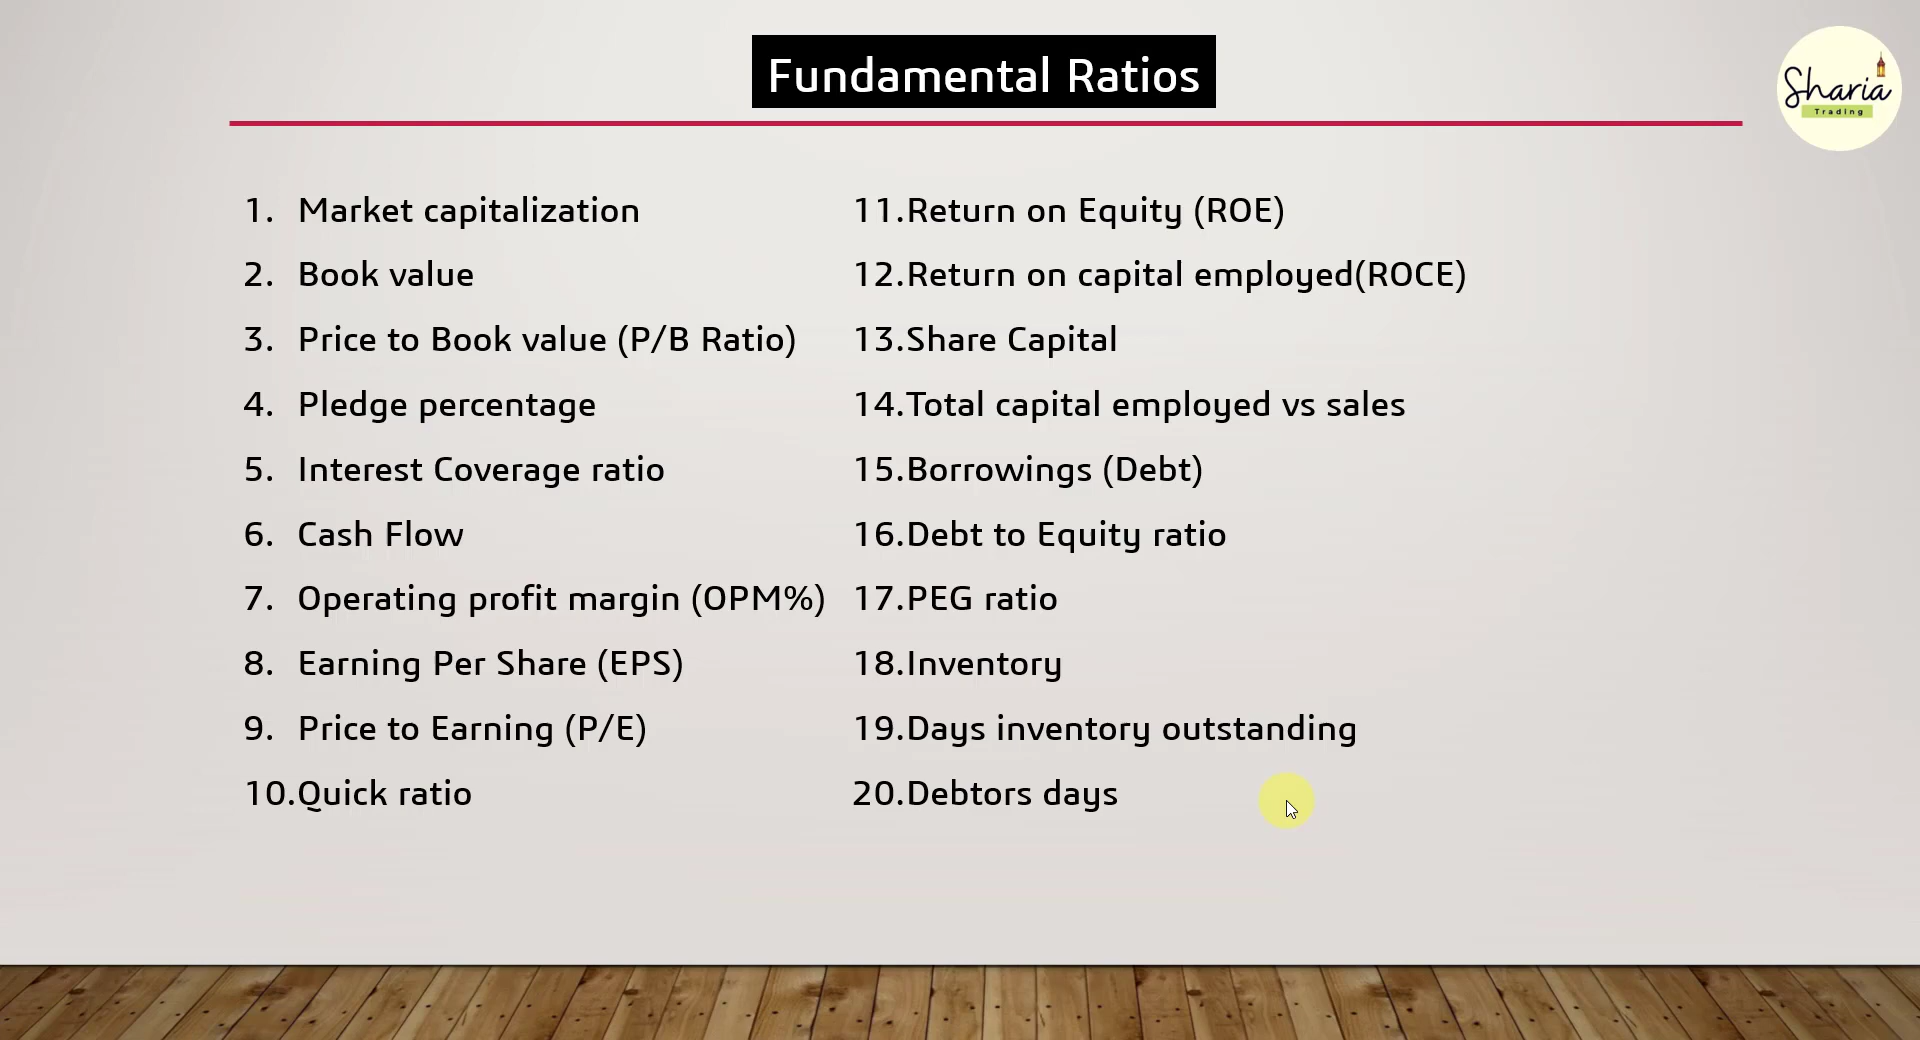 Fundamental Ratios
Sharia
Trading
1. Market capitalization
2. Book value
3. Price to Book value (P/B Ratio)
4. Pledge percentage
5. Interest Coverage ratio
6. Cash Flow
7. Operating profit margin (OPM%)
8. Earning Per Share (EPS)
9. Price to Earning (P/E)
10.Quick ratio
11.Return on Equity (ROE)
12.Return on capital employed(ROCE)
13.Share Capital
14.Total capital employed vs sales
15.Borrowings (Debt)
16.Debt to Equity ratio
17.PEG ratio
18.Inventory
19.Days inventory outstanding
20.Debtors days